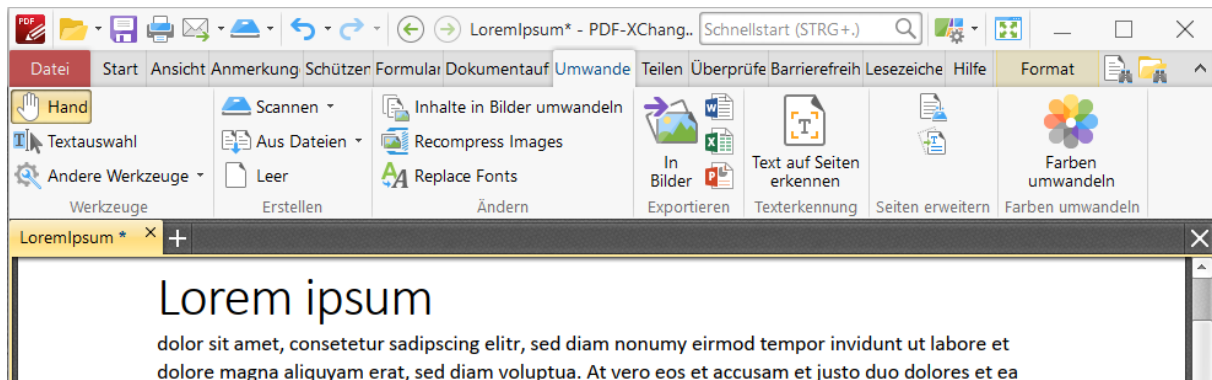 PDF
LoremIpsum* - PDF-XChang.. Schnellstart (STRG+.)
Datei Start Ansicht Anmerkung Schützen Formular Dokumentauf Umwande Teilen Überprüfe Barrierefreih Lesezeiche Hilfe Format
Hand Scannen Inhalte in Bilder umwandeln
Textauswahl Aus Dateien Recompress Images
Andere Werkzeuge Leer Replace Fonts
In Bilder
Text auf Seiten erkennen
Farben umwandeln
Werkzeuge Erstellen Ändern Exportieren Texterkennung Seiten erweitern Farben umwandeln
LoremIpsum *
Lorem ipsum
dolor sit amet, consetetur sadipscing elitr, sed diam nonumy eirmod tempor invidunt ut labore et
dolore magna aliquyam erat, sed diam voluptua. At vero eos et accusam et justo duo dolores et ea